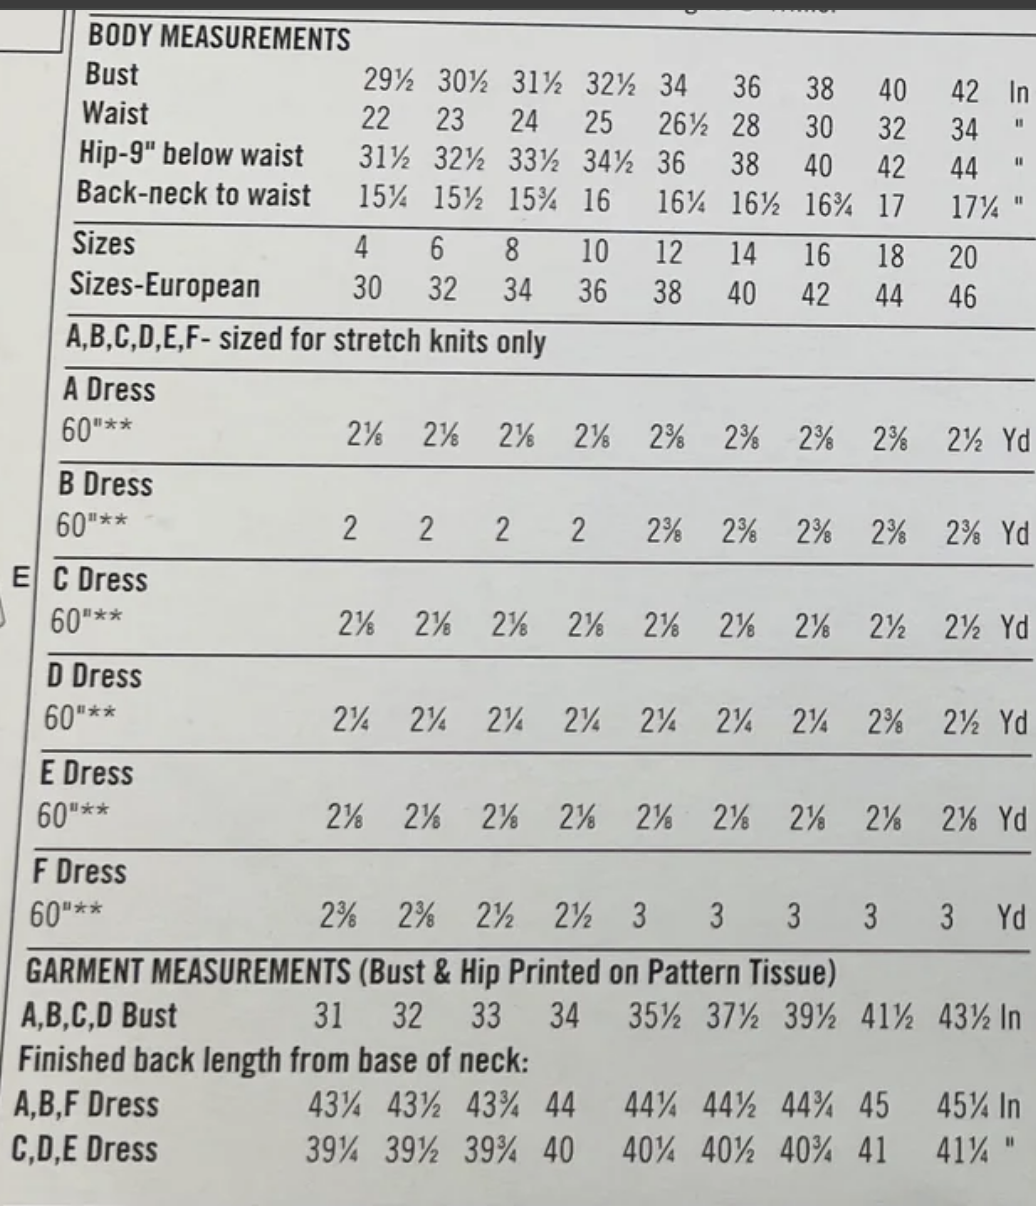 BODY MEASUREMENTS
Bust 29½ 30½ 31½ 32½ 34 36 38 40 42 In
Waist 22 23 24 25 26½ 28 30 32 34 "
Hip-9" below waist 31½ 32½ 33½ 34½ 36 38 40 42 44 "
Back-neck to waist 15¼ 15½ 15¾ 16 16¼ 16½ 16¾ 17 17¼ "
Sizes 4 6 8 10 12 14 16 18 20
Sizes-European 30 32 34 36 38 40 42 44 46
A,B,C,D,E,F- sized for stretch knits only
A Dress
60"** 2⅛ 2⅛ 2⅛ 2⅛ 2⅜ 2⅜ 2⅜ 2⅜ 2½ Yd
B Dress
60"** 2 2 2 2 2⅜ 2⅜ 2⅜ 2⅜ 2⅜ Yd
E
C Dress
60"** 2⅛ 2⅛ 2⅛ 2⅛ 2⅛ 2⅛ 2⅛ 2½ 2½ Yd
D Dress
60"** 2¼ 2¼ 2¼ 2¼ 2¼ 2¼ 2¼ 2⅜ 2½ Yd
E Dress
60"** 2⅛ 2⅛ 2⅛ 2⅛ 2⅛ 2⅛ 2⅛ 2⅛ 2⅛ Yd
F Dress
60"** 2⅜ 2⅜ 2½ 2½ 3 3 3 3 3 Yd
GARMENT MEASUREMENTS (Bust & Hip Printed on Pattern Tissue)
A,B,C,D Bust 31 32 33 34 35½ 37½ 39½ 41½ 43½ In
Finished back length from base of neck:
A,B,F Dress 43¼ 43½ 43¾ 44 44¼ 44½ 44¾ 45 45¼ In
C,D,E Dress 39¼ 39½ 39¾ 40 40¼ 40½ 40¾ 41 41¼ "